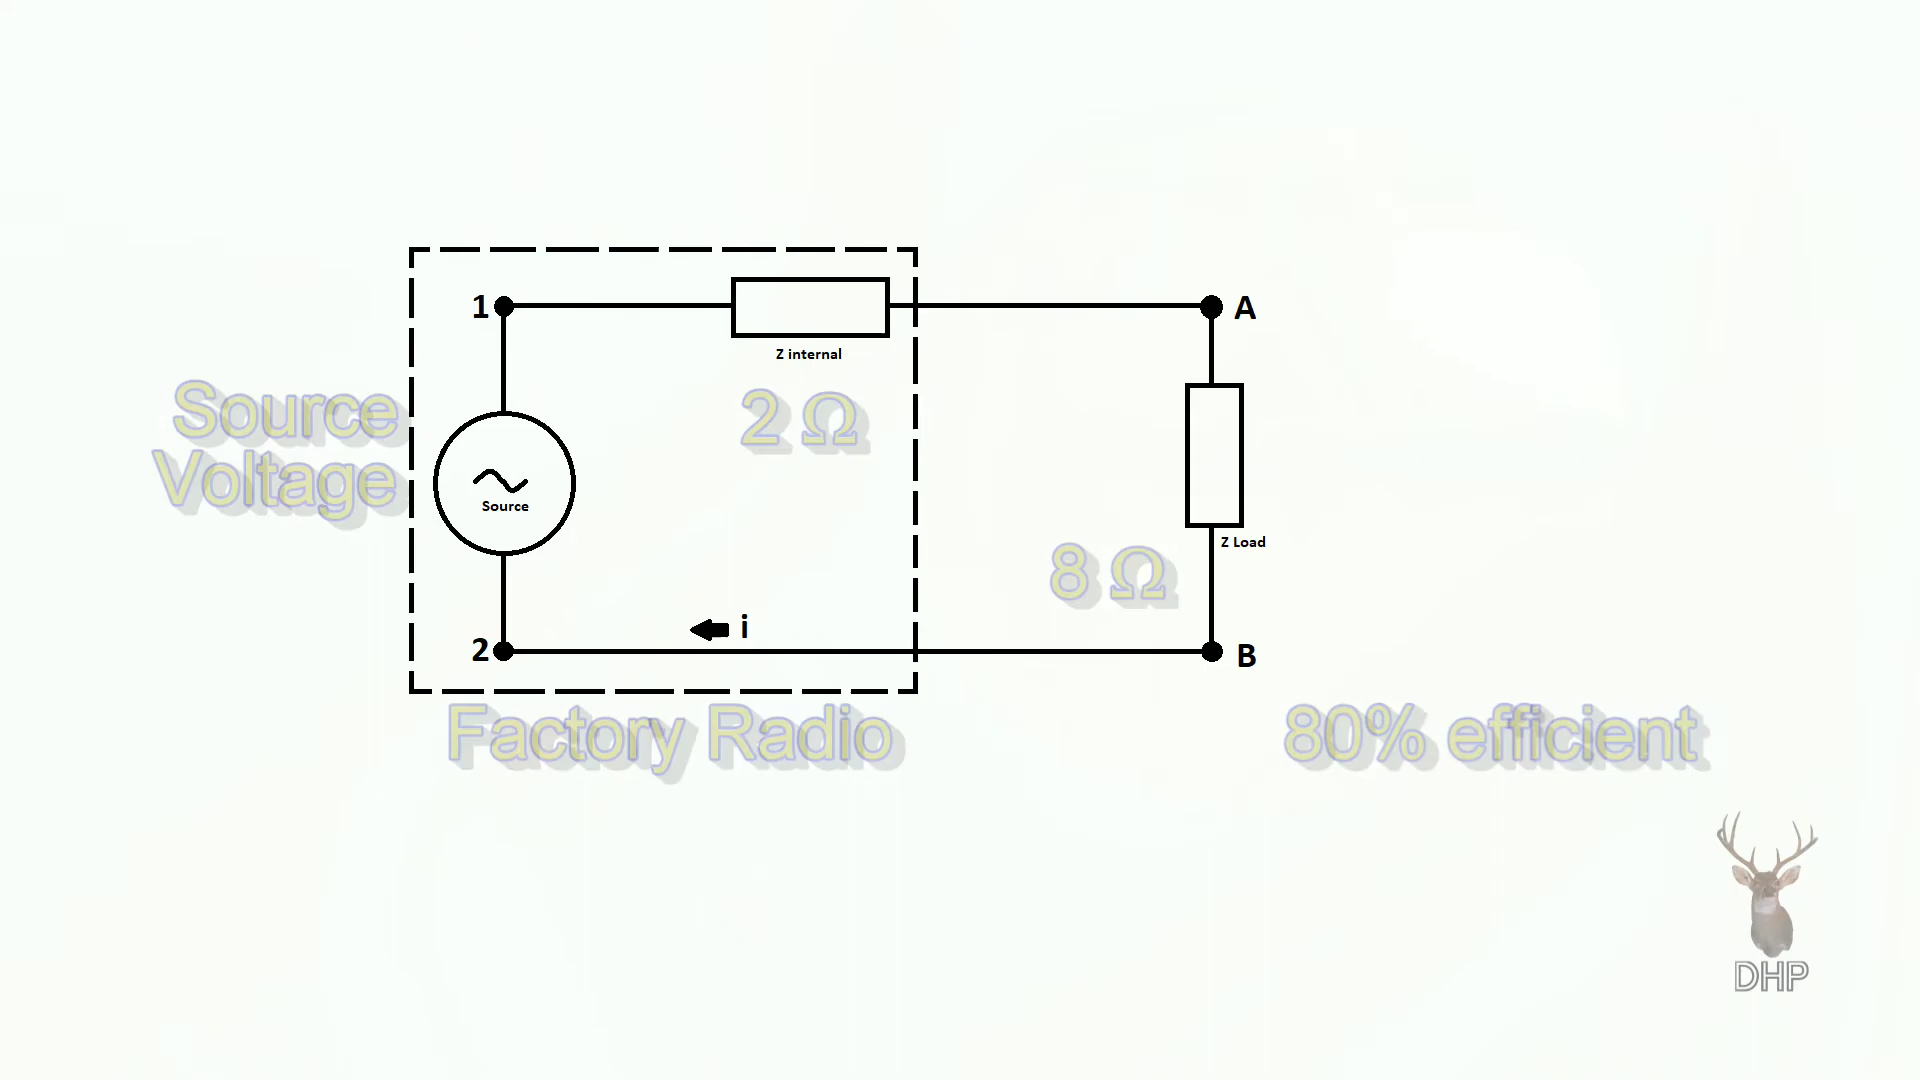 1
A
Z internal
Source
Voltage
2 Ω
Source
Z Load
8 Ω
i
2
B
Factory Radio
80% efficient
DHP